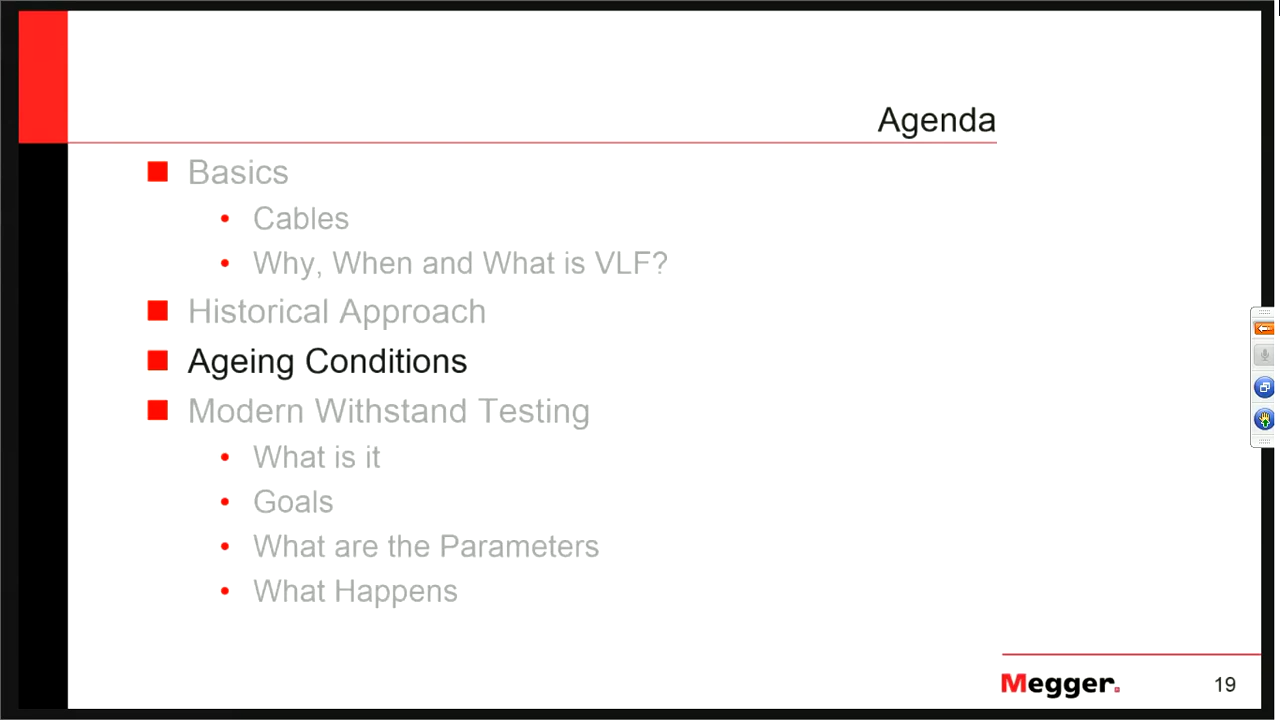 Agenda
Basics
Cables
Why, When and What is VLF?
Historical Approach
Ageing Conditions
Modern Withstand Testing
What is it
Goals
What are the Parameters
What Happens
Megger.
19